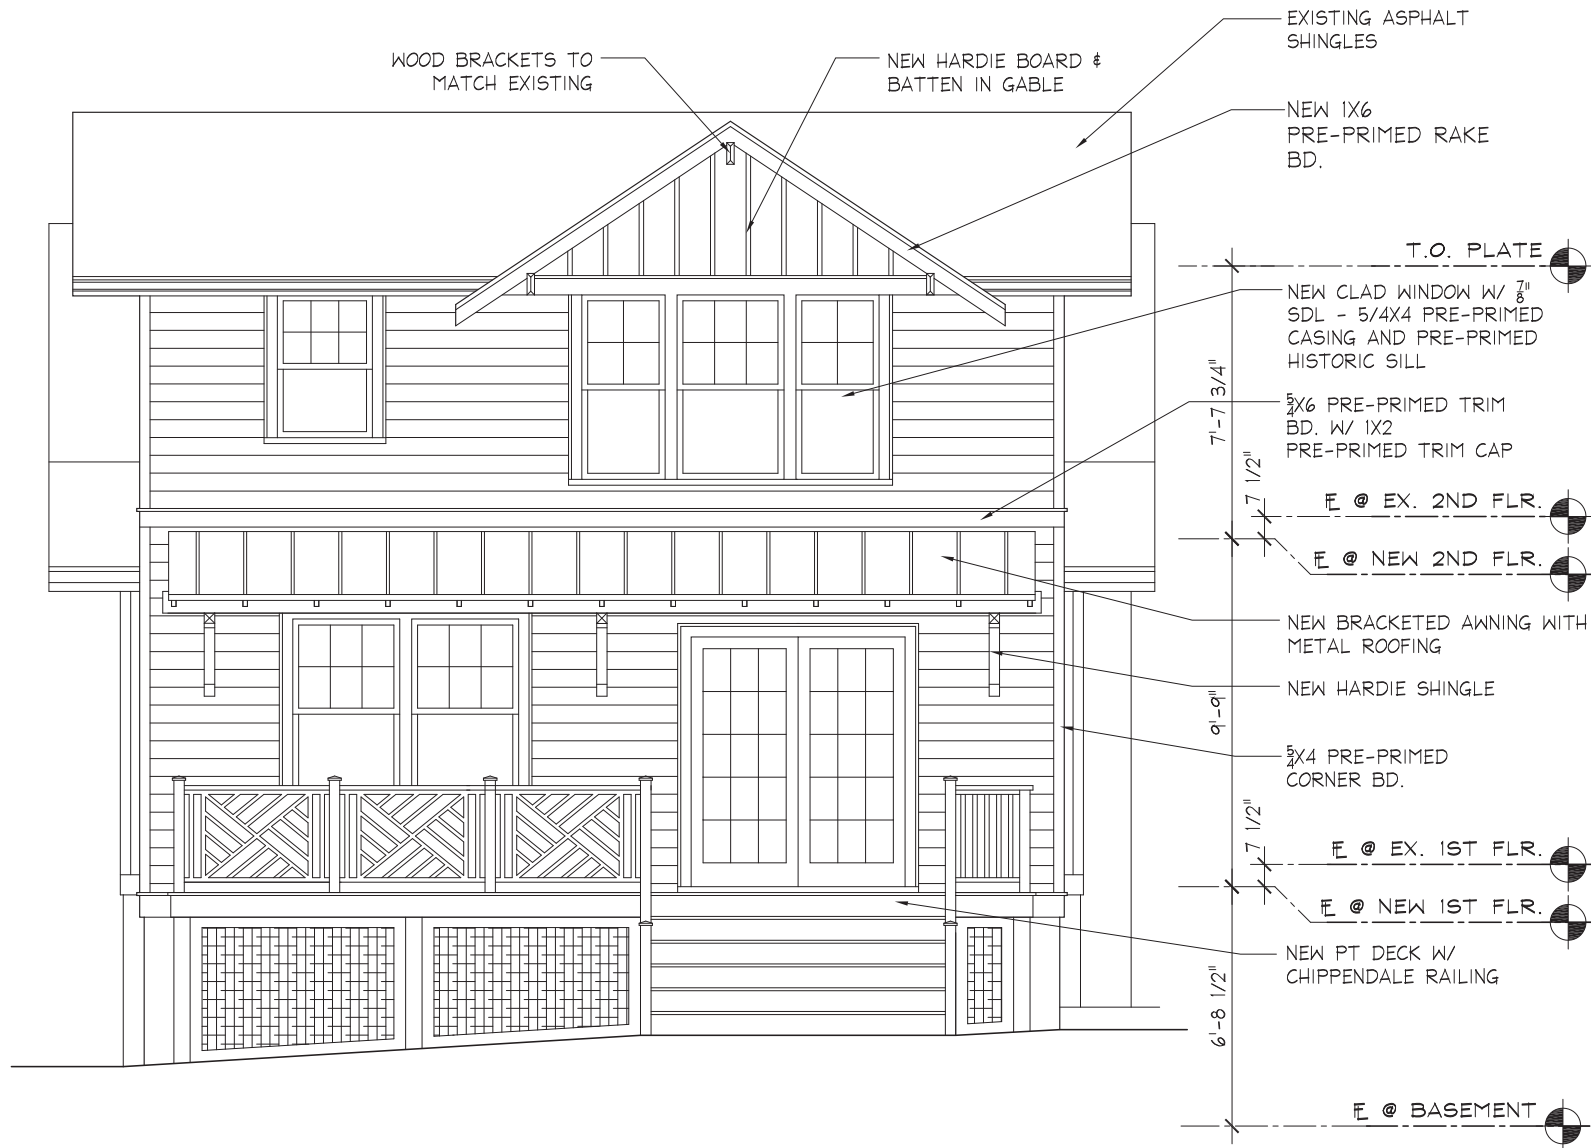 EXISTING ASPHALT
SHINGLES
WOOD BRACKETS TO
MATCH EXISTING
NEW HARDIE BOARD &
BATTEN IN GABLE
NEW 1X6
PRE-PRIMED RAKE
BD.
T.O. PLATE
NEW CLAD WINDOW W/ 7/8"
SDL - 5/4X4 PRE-PRIMED
CASING AND PRE-PRIMED
HISTORIC SILL
7'-7 3/4"
5/4X6 PRE-PRIMED TRIM
BD. W/ 1X2
PRE-PRIMED TRIM CAP
7 1/2"
FL @ EX. 2ND FLR.
FL @ NEW 2ND FLR.
NEW BRACKETED AWNING WITH
METAL ROOFING
NEW HARDIE SHINGLE
9'-9"
5/4X4 PRE-PRIMED
CORNER BD.
7 1/2"
FL @ EX. 1ST FLR.
FL @ NEW 1ST FLR.
NEW PT DECK W/
CHIPPENDALE RAILING
6'-8 1/2"
FL @ BASEMENT